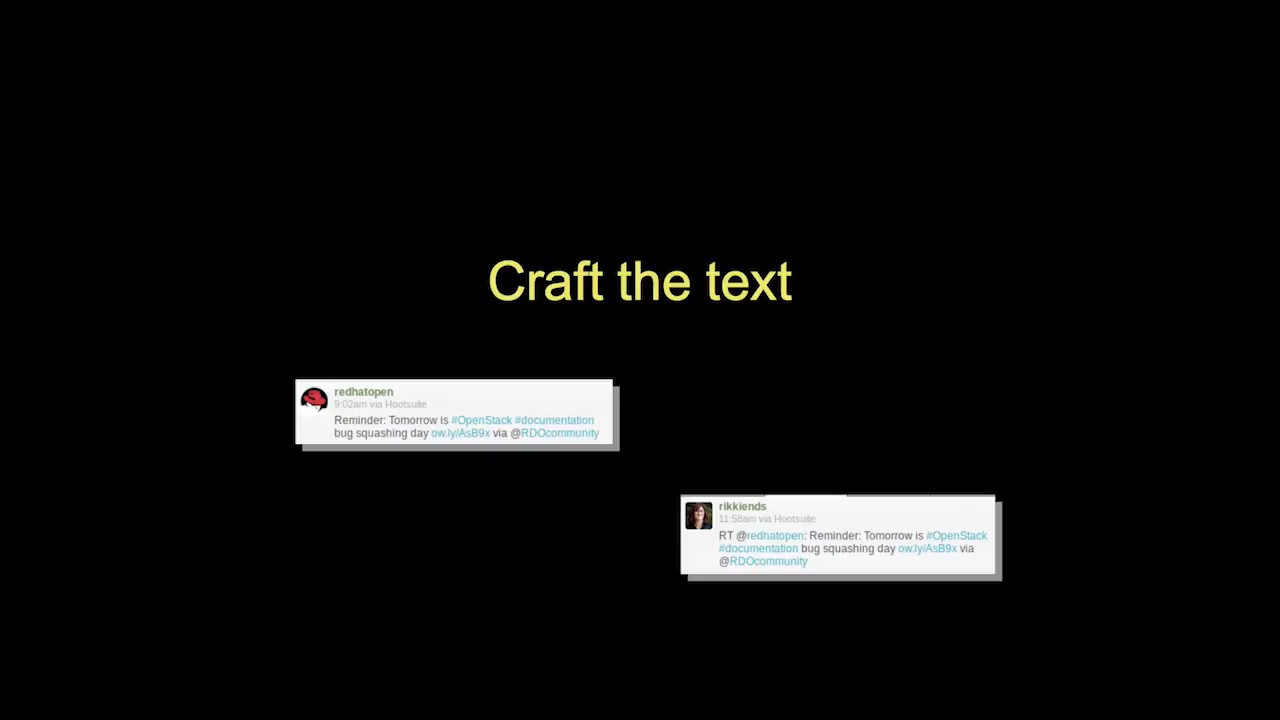 Craft the text
redhatopen
9:02am via Hootsuite
Reminder: Tomorrow is #OpenStack #documentation
bug squashing day ow.ly/AsB9x via @RDOcommunity
rikkiends
11:58am via Hootsuite
RT @redhatopen: Reminder: Tomorrow is #OpenStack
#documentation bug squashing day ow.ly/AsB9x via
@RDOcommunity